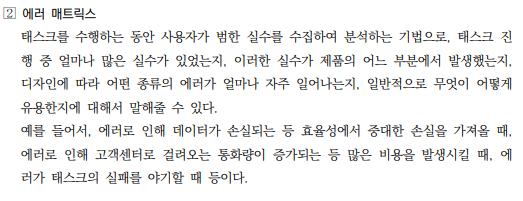 2 에러 매트릭스
태스크를 수행하는 동안 사용자가 범한 실수를 수집하여 분석하는 기법으로, 태스크 진
행 중 얼마나 많은 실수가 있었는지, 이러한 실수가 제품의 어느 부분에서 발생했는지,
디자인에 따라 어떤 종류의 에러가 얼마나 자주 일어나는지, 일반적으로 무엇이 어떻게
유용한지에 대해서 말해줄 수 있다.
예를 들어서, 에러로 인해 데이터가 손실되는 등 효율성에서 중대한 손실을 가져올 때,
에러로 인해 고객센터로 걸려오는 통화량이 증가되는 등 많은 비용을 발생시킬 때, 에
러가 태스크의 실패를 야기할 때 등이다.